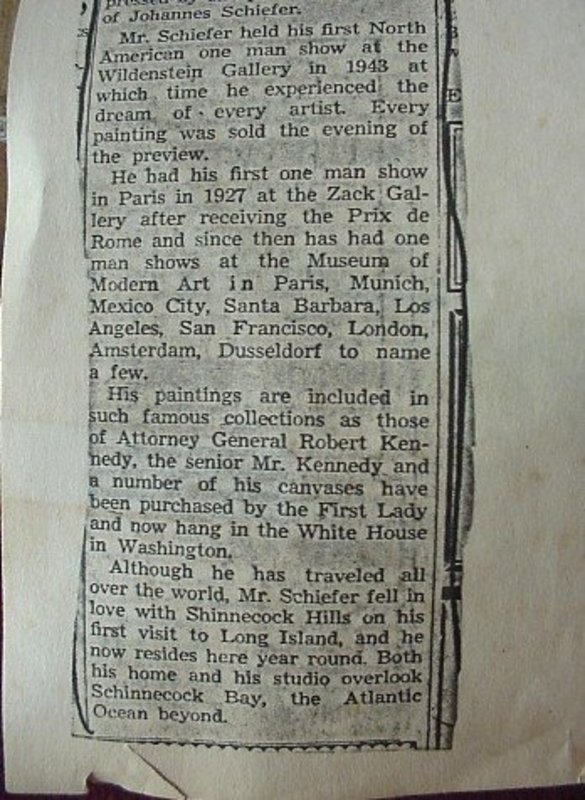 of Johannes Schiefer.
Mr. Schiefer held his first North
American one man show at the
Wildenstein Gallery in 1943 at
which time he experienced the
dream of every artist. Every
painting was sold the evening of
the preview.
He had his first one man show
in Paris in 1927 at the Zack Gal-
lery after receiving the Prix de
Rome and since then has had one
man shows at the Museum of
Modern Art in Paris, Munich,
Mexico City, Santa Barbara, Los
Angeles, San Francisco, London,
Amsterdam, Dusseldorf to name
a few.
His paintings are included in
such famous collections as those
of Attorney General Robert Ken-
nedy, the senior Mr. Kennedy and
a number of his canvases have
been purchased by the First Lady
and now hang in the White House
in Washington.
Although he has traveled all
over the world, Mr. Schiefer fell in
love with Shinnecock Hills on his
first visit to Long Island, and he
now resides here year round. Both
his home and his studio overlook
Schinnecock Bay, the Atlantic
Ocean beyond.